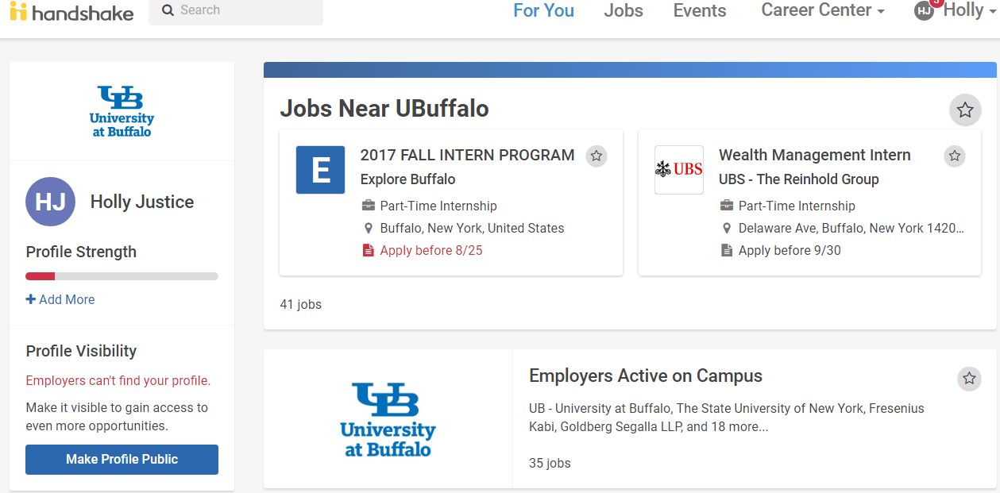 handshake
Search
For You
Jobs
Events
Career Center
HJ
3
Holly
UB
University
at Buffalo
HJ
Holly Justice
Profile Strength
+ Add More
Profile Visibility
Employers can't find your profile.
Make it visible to gain access to
even more opportunities.
Make Profile Public
Jobs Near UBuffalo
E
2017 FALL INTERN PROGRAM
Explore Buffalo
Part-Time Internship
Buffalo, New York, United States
Apply before 8/25
UBS
Wealth Management Intern
UBS - The Reinhold Group
Part-Time Internship
Delaware Ave, Buffalo, New York 1420...
Apply before 9/30
41 jobs
UB
University
at Buffalo
Employers Active on Campus
UB - University at Buffalo, The State University of New York, Fresenius
Kabi, Goldberg Segalla LLP, and 18 more...
35 jobs